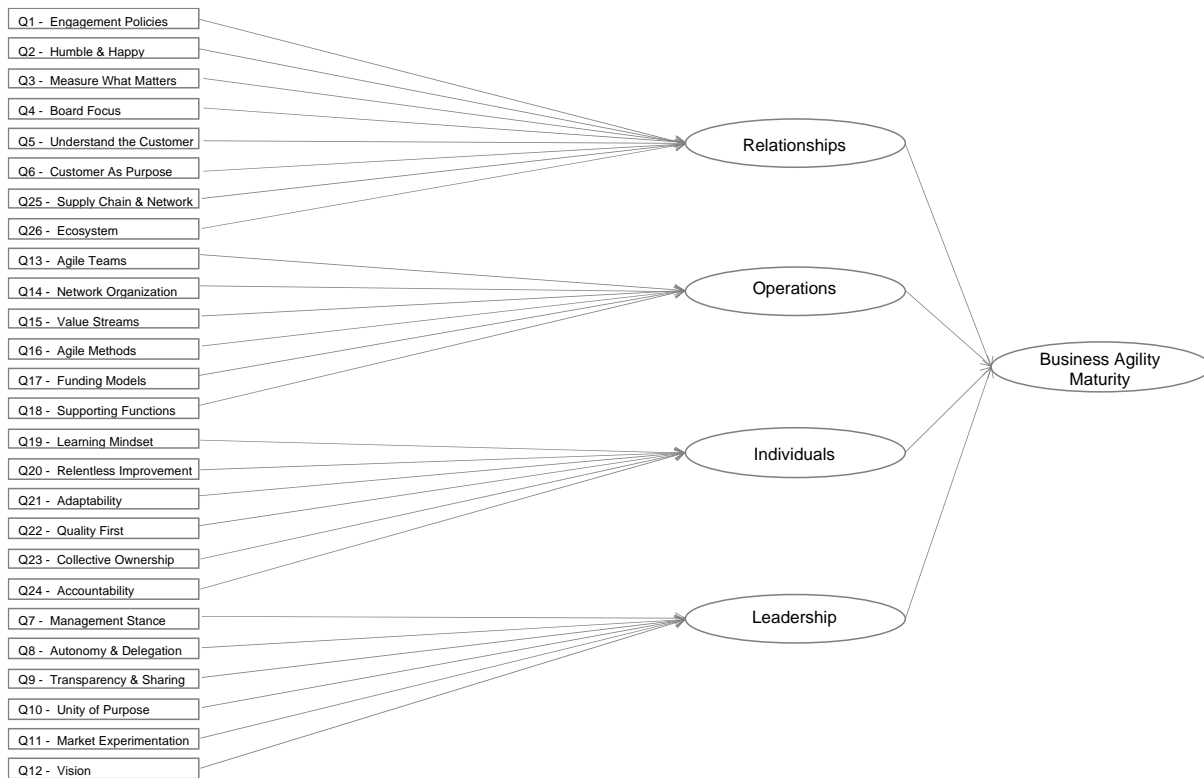 Q1 - Engagement Policies
Q2 - Humble & Happy
Q3 - Measure What Matters
Q4 - Board Focus
Q5 - Understand the Customer
Q6 - Customer As Purpose
Q25 - Supply Chain & Network
Q26 - Ecosystem
Q13 - Agile Teams
Q14 - Network Organization
Q15 - Value Streams
Q16 - Agile Methods
Q17 - Funding Models
Q18 - Supporting Functions
Q19 - Learning Mindset
Q20 - Relentless Improvement
Q21 - Adaptability
Q22 - Quality First
Q23 - Collective Ownership
Q24 - Accountability
Q7 - Management Stance
Q8 - Autonomy & Delegation
Q9 - Transparency & Sharing
Q10 - Unity of Purpose
Q11 - Market Experimentation
Q12 - Vision
Relationships
Operations
Individuals
Leadership
Business Agility
Maturity